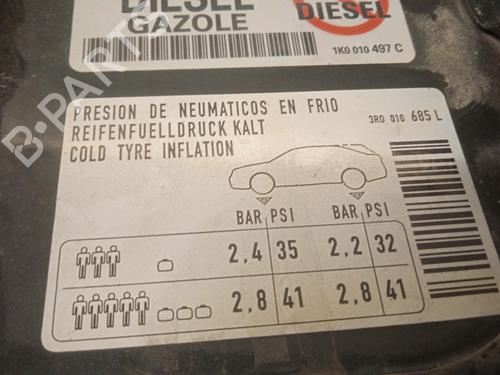 DIESEL
GAZOLE
DIESEL
1K0 010 497 C
PRESION DE NEUMATICOS EN FRIO
REIFENFUELLDRUCK KALT
COLD TYRE INFLATION
3R0 010 685 L
BAR PSI BAR PSI
2,4 35 2,2 32
2,8 41 2,8 41
B-PARTS